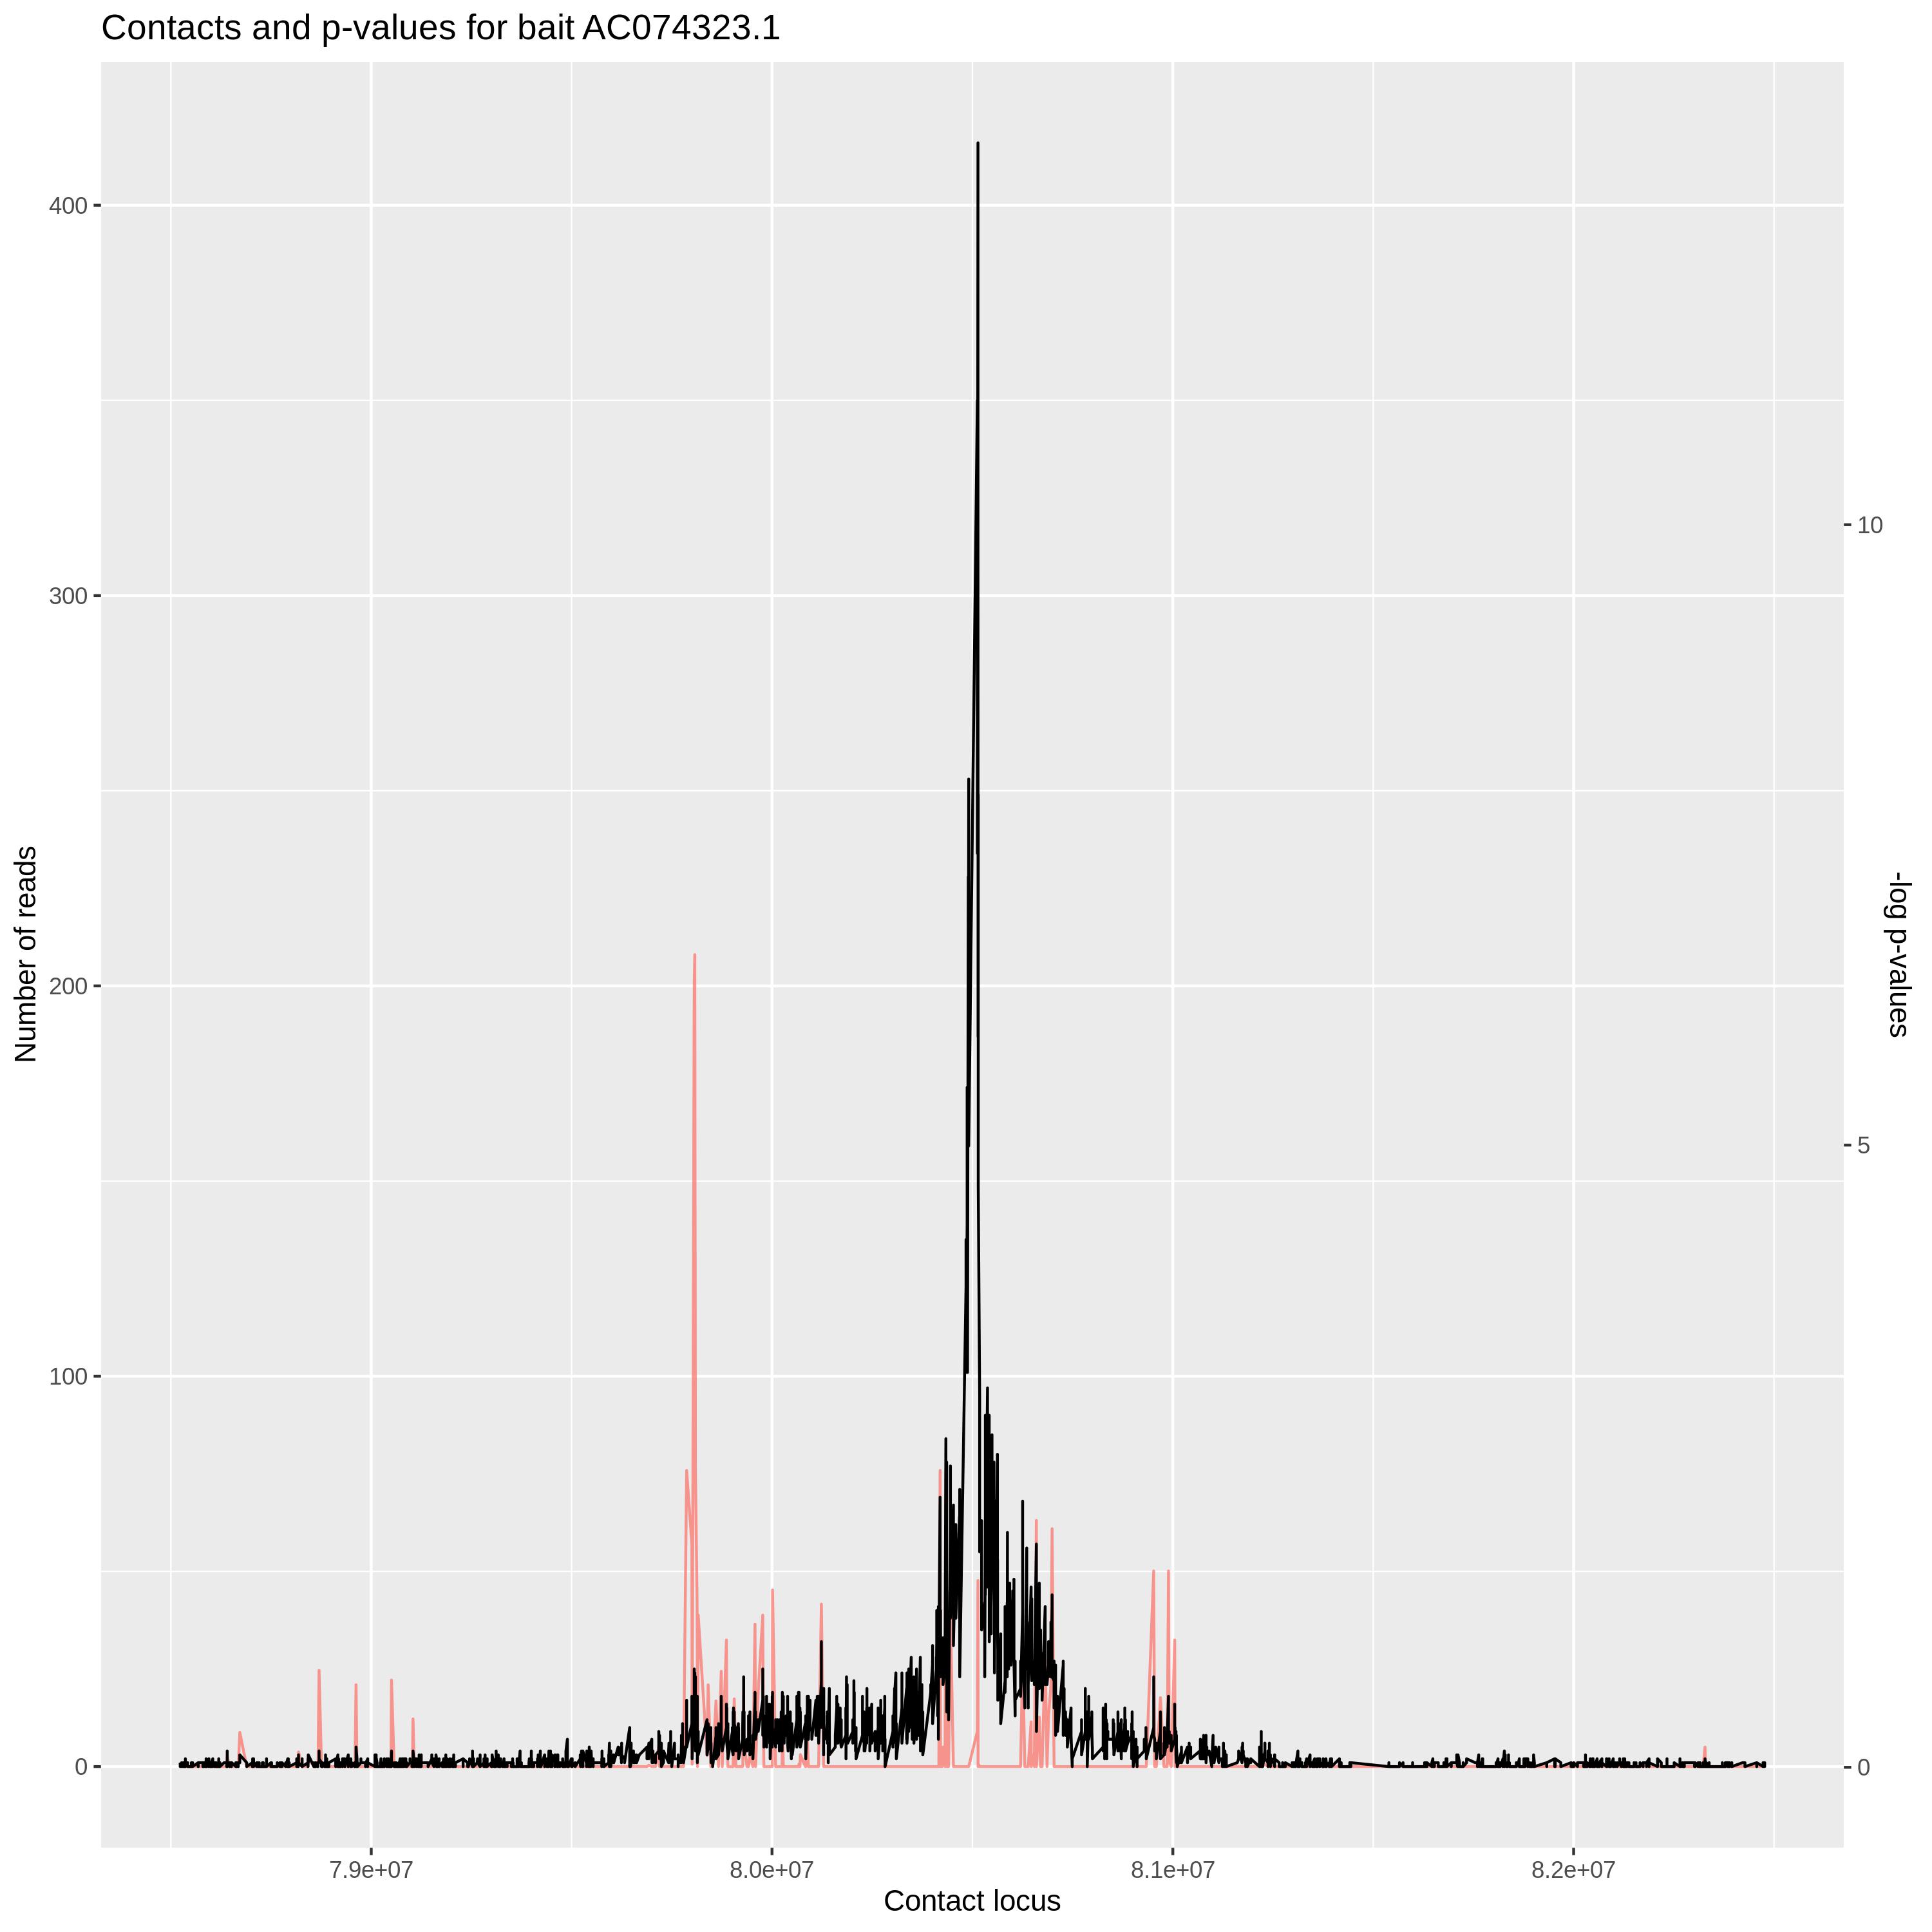 Contacts and p-values for bait AC074323.1
400
300
200
100
0
Number of reads
10
5
0
-log p-values
7.9e+07
8.0e+07
8.1e+07
8.2e+07
Contact locus